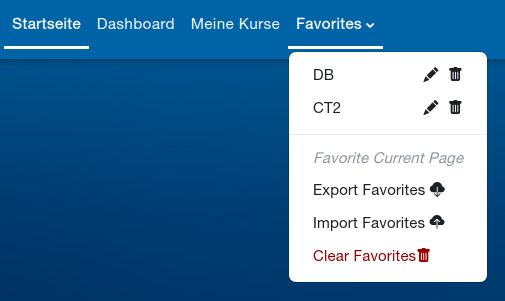 Startseite Dashboard Meine Kurse Favorites
DB
CT2
Favorite Current Page
Export Favorites
Import Favorites
Clear Favorites